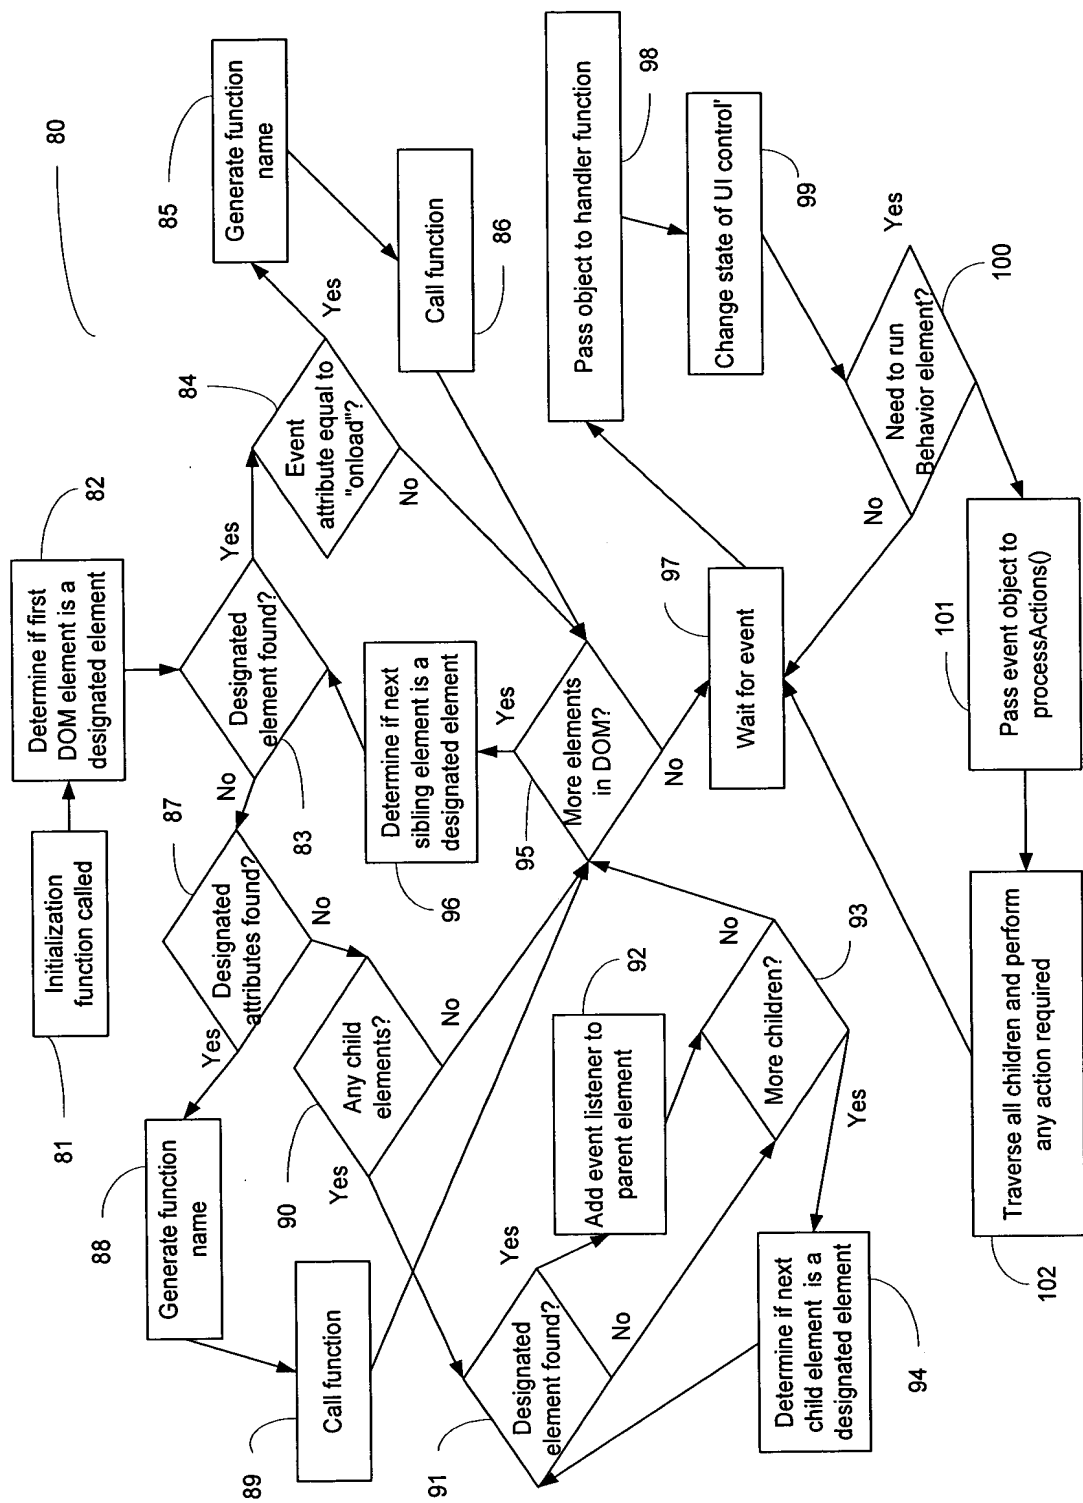 80
81
Initialization
function called
82
Determine if first
DOM element is a
designated element
83
Designated
element found?
Yes
No
84
Event
attribute equal to
"onload"?
Yes
No
85
Generate function
name
86
Call function
87
Designated
attributes found?
Yes
No
88
Generate function
name
89
Call function
90
Any child
elements?
Yes
No
91
Designated
element found?
Yes
No
92
Add event listener to
parent element
93
More children?
No
Yes
94
Determine if next
child element is a
designated element
95
More elements
in DOM?
Yes
No
96
Determine if next
sibling element is a
designated element
97
Wait for event
98
Pass object to handler function
99
Change state of UI control'
100
Need to run
Behavior element?
Yes
No
101
Pass event object to
processActions()
102
Traverse all children and perform
any action required